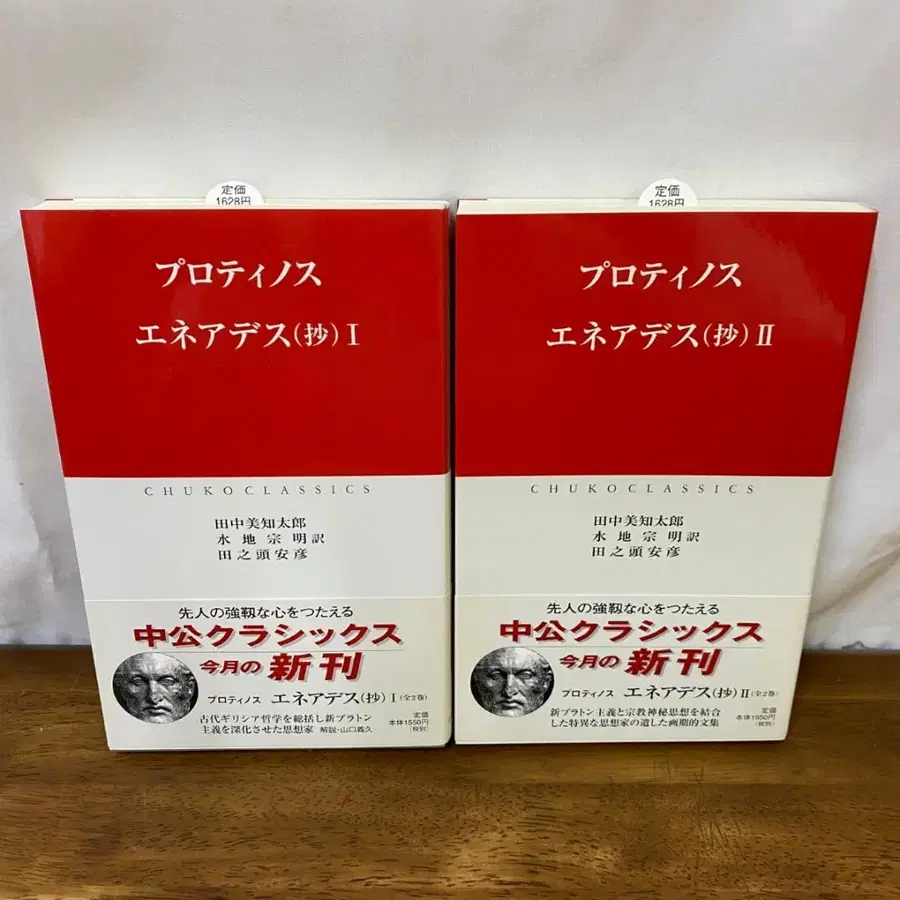 定価
1628円
プロティノス
エネアデス(抄) I
CHUKO CLASSICS
田中美知太郎
水地宗明訳
田之頭安彦
先人の強靱な心をつたえる
中公クラシックス
今月の新刊
プロティノス エネアデス(抄) I (全2巻)
古代ギリシア哲学を総括し新プラトン
主義を深化させた思想家 解説・山口義久
定価
本体1550円
(税別)
定価
1628円
プロティノス
エネアデス(抄) II
CHUKO CLASSICS
田中美知太郎
水地宗明訳
田之頭安彦
先人の強靱な心をつたえる
中公クラシックス
今月の新刊
プロティノス エネアデス(抄) II (全2巻)
新プラトン主義と宗教神秘思想を結合
した特異な思想家の遺した画期的文集
定価
本体1550円
(税別)